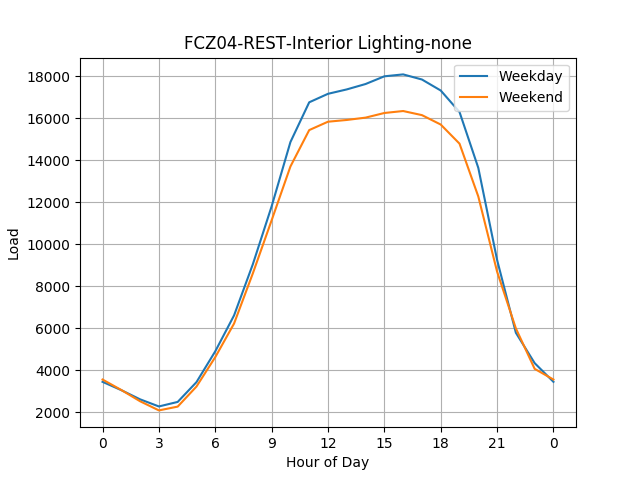 FCZ04-REST-Interior Lighting-none
Weekday
Weekend
18000
16000
14000
12000
10000
8000
6000
4000
2000
Load
0 3 6 9 12 15 18 21 0
Hour of Day